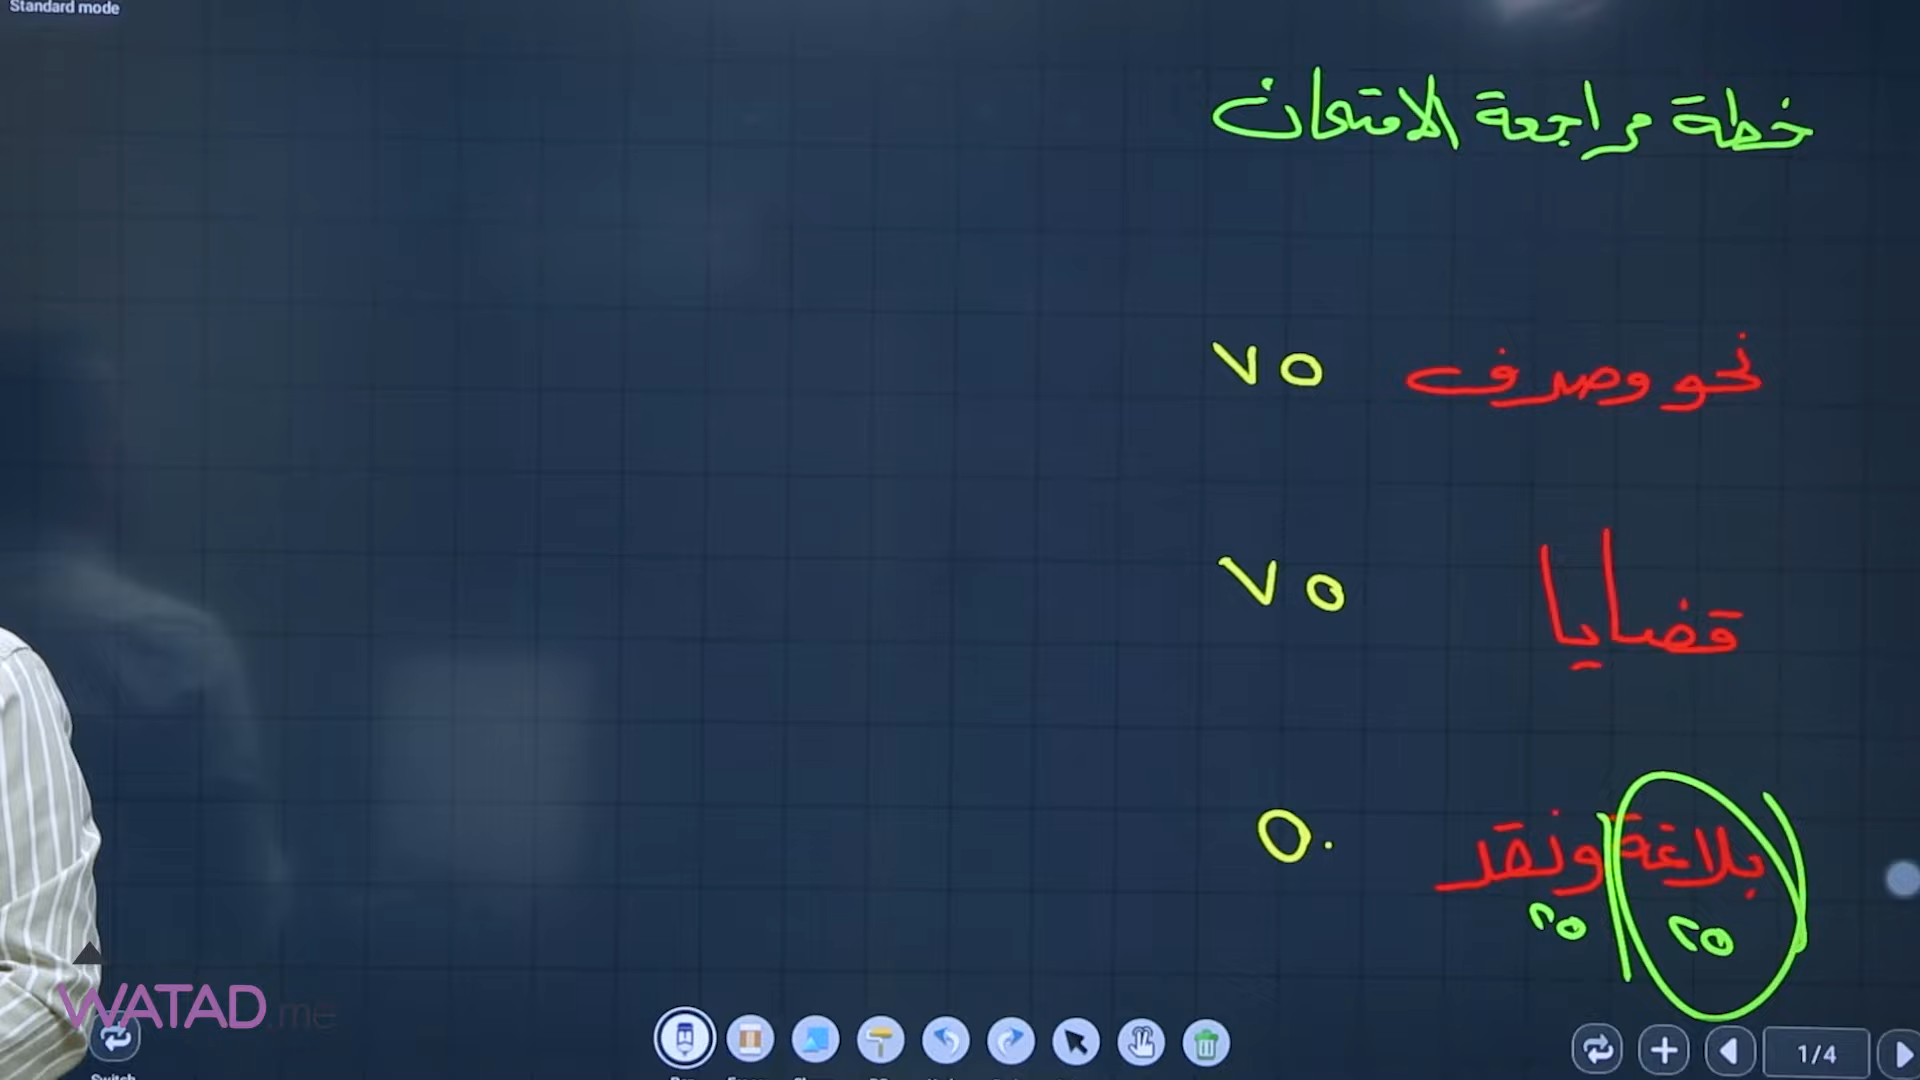 Standard mode
خطة مراجعة الامتحان
نحو وصرف ٧٥
قضايا ٧٥
بلاغة ونقد ٥٠
٢٥ ٢٥
WATAD.me
Switch
1/4